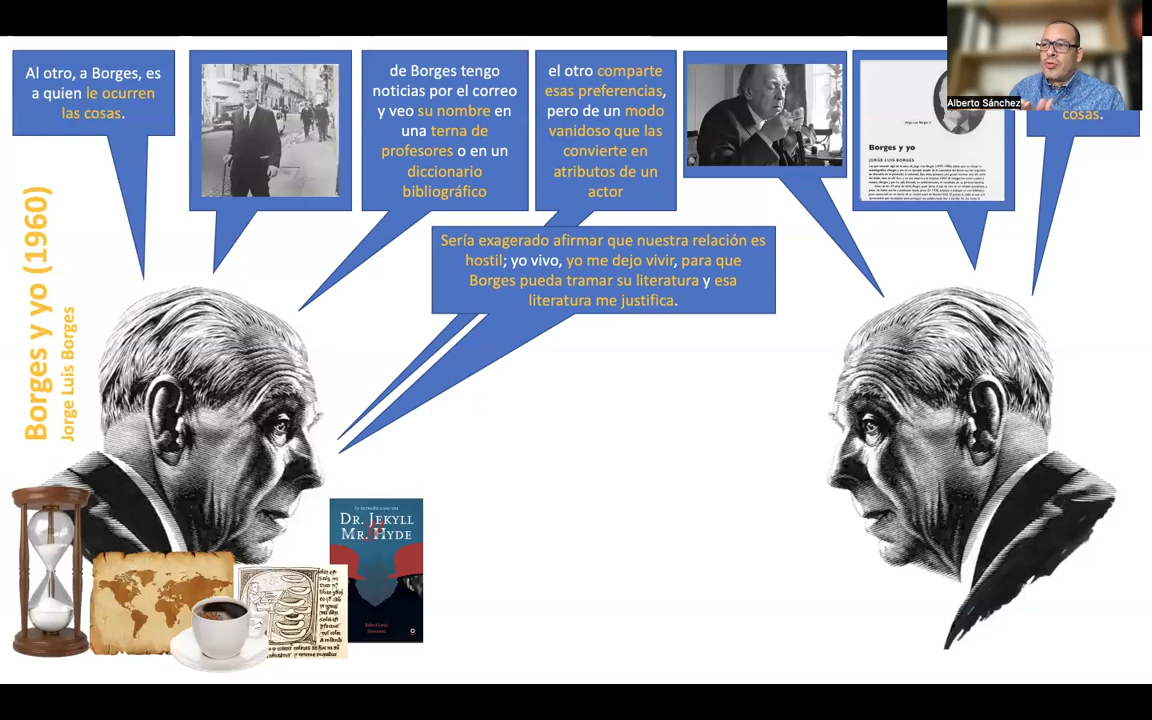 Al otro, a Borges, es
a quien le ocurren
las cosas.
de Borges tengo
noticias por el correo
y veo su nombre en
una terna de
profesores o en un
diccionario
bibliográfico
el otro comparte
esas preferencias,
pero de un modo
vanidoso que las
convierte en
atributos de un
actor
Borges y yo
JORGE LUIS BORGES
Alberto Sánchez
cosas.
Sería exagerado afirmar que nuestra relación es
hostil; yo vivo, yo me dejo vivir, para que
Borges pueda tramar su literatura y esa
literatura me justifica.
Borges y yo (1960)
Jorge Luis Borges
DR. JEKYLL
MR. HYDE